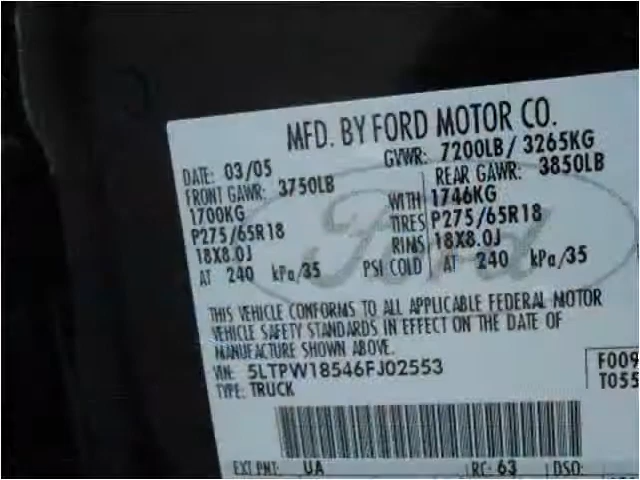 MFD. BY FORD MOTOR CO.
DATE: 03/05 GVWR: 7200LB/ 3265KG
FRONT GAWR: 3750LB REAR GAWR: 3850LB
1700KG WITH 1746KG
P275/65R18 TIRES P275/65R18
18X8.0J RIMS 18X8.0J
AT 240 kPa/35 PSI COLD AT 240 kPa/35
Ford
THIS VEHICLE CONFORMS TO ALL APPLICABLE FEDERAL MOTOR
VEHICLE SAFETY STANDARDS IN EFFECT ON THE DATE OF
MANUFACTURE SHOWN ABOVE.
VIN: 5LTPW18546FJ02553
TYPE: TRUCK
F009
T055
EXT PNT: UA RC: 63 DSO: